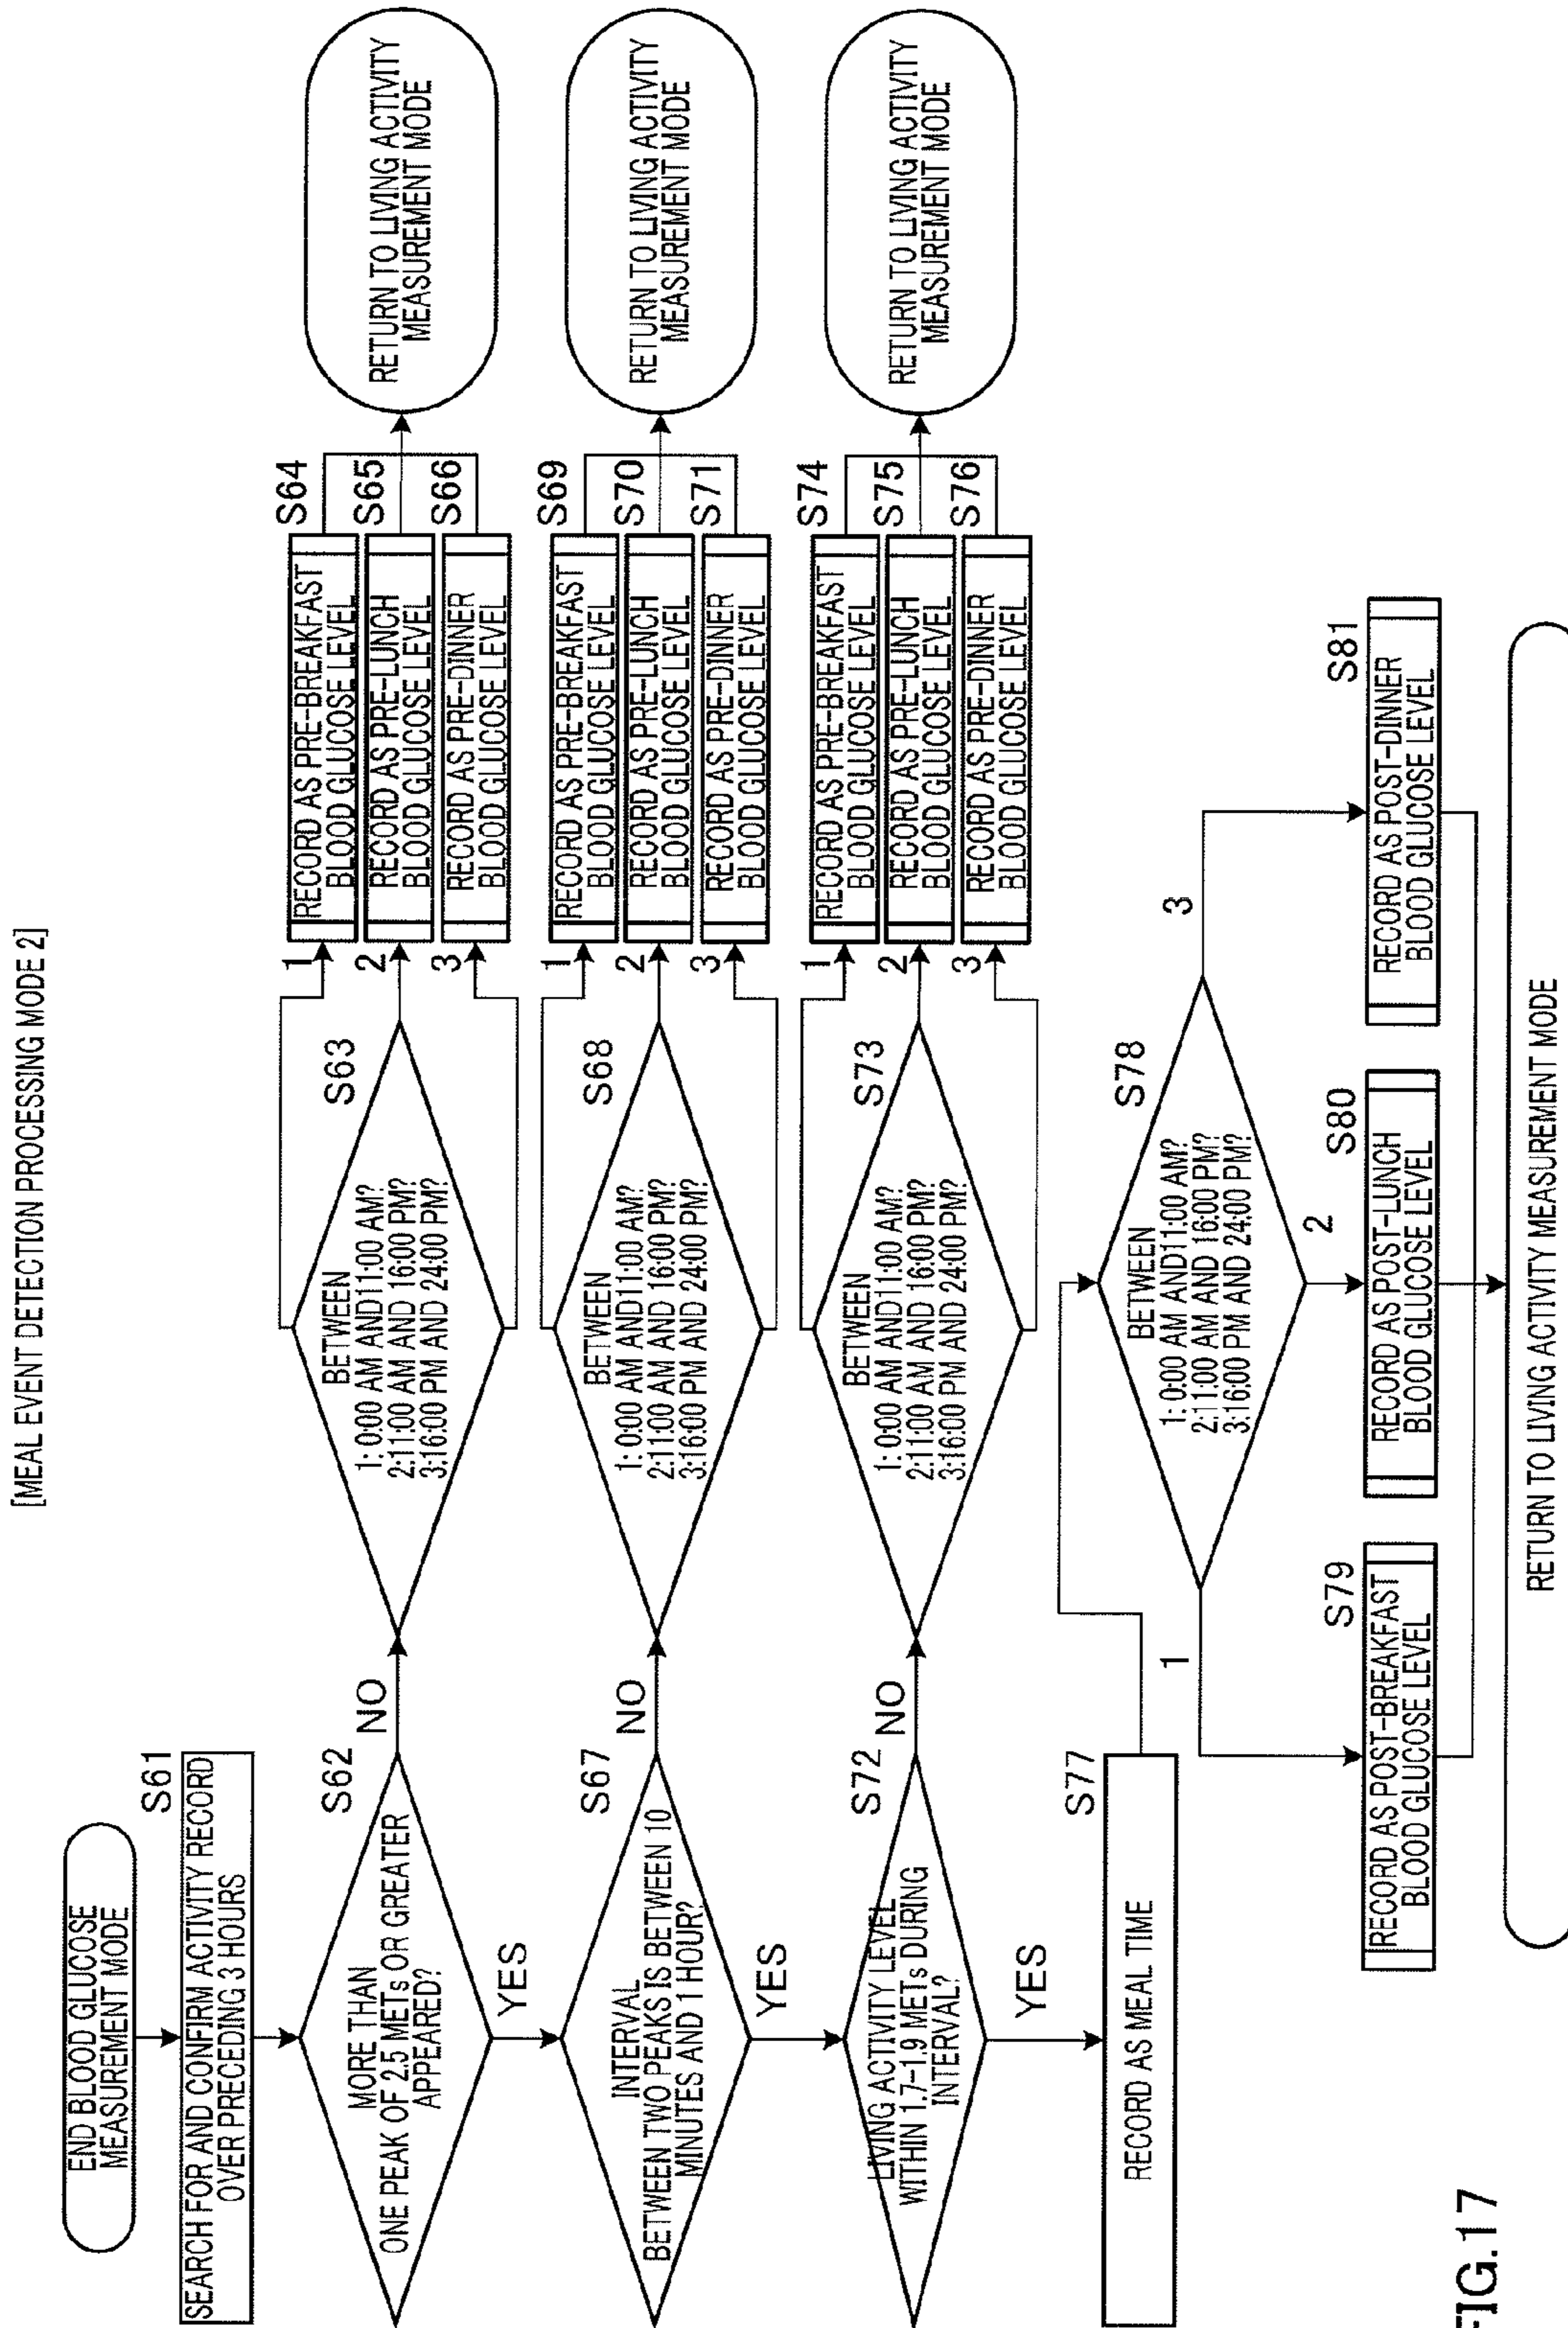 [MEAL EVENT DETECTION PROCESSING MODE 2]
END BLOOD GLUCOSE
MEASUREMENT MODE
S61
SEARCH FOR AND CONFIRM ACTIVITY RECORD
OVER PRECEDING 3 HOURS
S62
MORE THAN
ONE PEAK OF 2.5 METs OR GREATER
APPEARED?
NO
YES
S63
BETWEEN
1: 0:00 AM AND11:00 AM?
2:11:00 AM AND 16:00 PM?
3:16:00 PM AND 24:00 PM?
1
2
3
S64
RECORD AS PRE-BREAKFAST
BLOOD GLUCOSE LEVEL
S65
RECORD AS PRE-LUNCH
BLOOD GLUCOSE LEVEL
S66
RECORD AS PRE-DINNER
BLOOD GLUCOSE LEVEL
RETURN TO LIVING ACTIVITY
MEASUREMENT MODE
S67
INTERVAL
BETWEEN TWO PEAKS IS BETWEEN 10
MINUTES AND 1 HOUR?
NO
YES
S68
BETWEEN
1: 0:00 AM AND11:00 AM?
2:11:00 AM AND 16:00 PM?
3:16:00 PM AND 24:00 PM?
1
2
3
S69
RECORD AS PRE-BREAKFAST
BLOOD GLUCOSE LEVEL
S70
RECORD AS PRE-LUNCH
BLOOD GLUCOSE LEVEL
S71
RECORD AS PRE-DINNER
BLOOD GLUCOSE LEVEL
RETURN TO LIVING ACTIVITY
MEASUREMENT MODE
S72
LIVING ACTIVITY LEVEL
WITHIN 1.7-1.9 METs DURING
INTERVAL?
NO
YES
S73
BETWEEN
1: 0:00 AM AND11:00 AM?
2:11:00 AM AND 16:00 PM?
3:16:00 PM AND 24:00 PM?
1
2
3
S74
RECORD AS PRE-BREAKFAST
BLOOD GLUCOSE LEVEL
S75
RECORD AS PRE-LUNCH
BLOOD GLUCOSE LEVEL
S76
RECORD AS PRE-DINNER
BLOOD GLUCOSE LEVEL
RETURN TO LIVING ACTIVITY
MEASUREMENT MODE
S77
RECORD AS MEAL TIME
S78
BETWEEN
1: 0:00 AM AND11:00 AM?
2:11:00 AM AND 16:00 PM?
3:16:00 PM AND 24:00 PM?
1
2
3
S79
RECORD AS POST-BREAKFAST
BLOOD GLUCOSE LEVEL
S80
RECORD AS POST-LUNCH
BLOOD GLUCOSE LEVEL
S81
RECORD AS POST-DINNER
BLOOD GLUCOSE LEVEL
RETURN TO LIVING ACTIVITY MEASUREMENT MODE
FIG.17